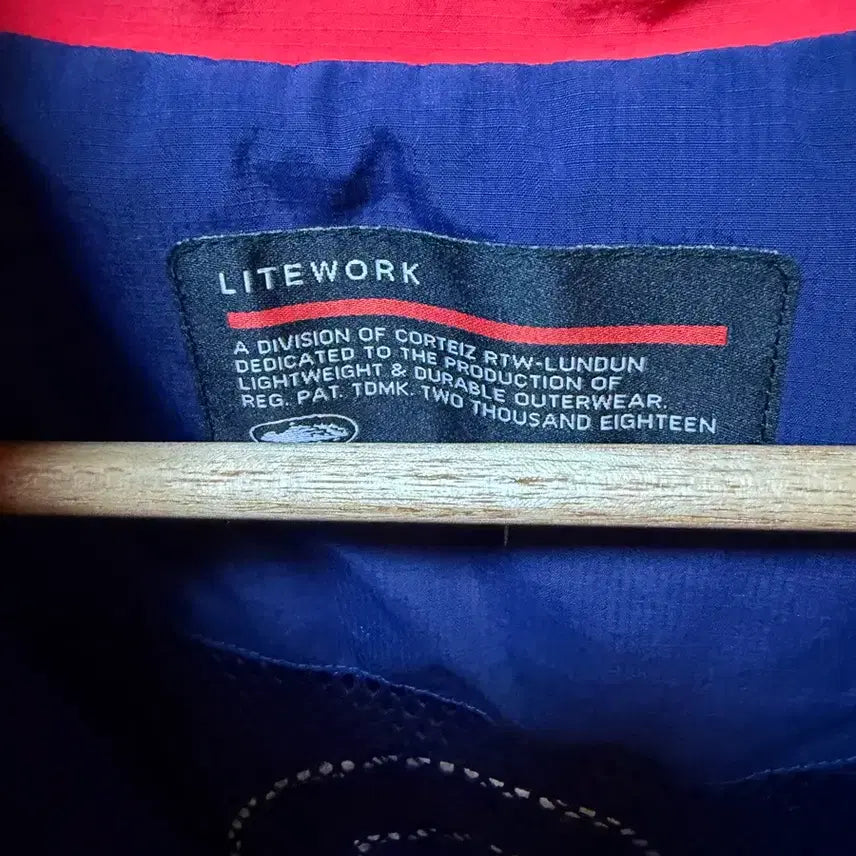 LITEWORK
A DIVISION OF CORTEIZ RTW-LUNDUN
DEDICATED TO THE PRODUCTION OF
LIGHTWEIGHT & DURABLE OUTERWEAR.
REG. PAT. TDMK. TWO THOUSAND EIGHTEEN